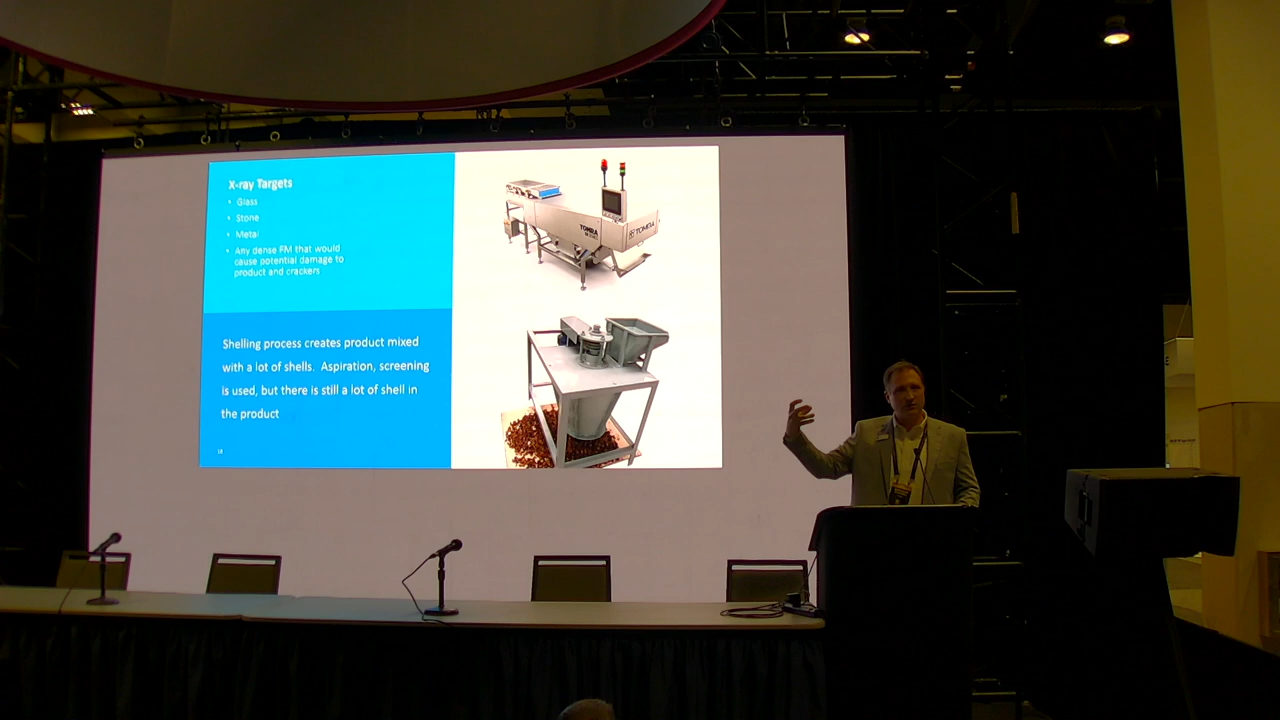 X-ray Targets
• Glass
• Stone
• Metal
• Any dense FM that would
cause potential damage to
product and crackers
Shelling process creates product mixed
with a lot of shells. Aspiration, screening
is used, but there is still a lot of shell in
the product
TOMRA
TOMRA